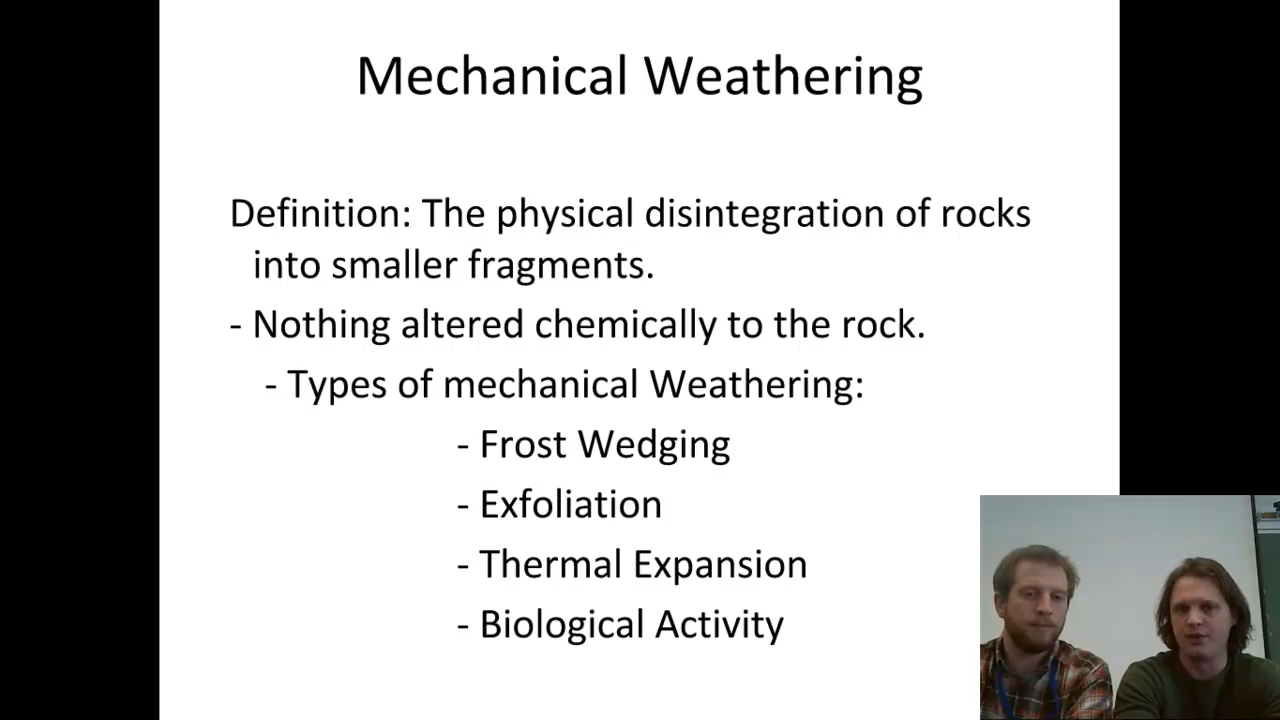 Mechanical Weathering
Definition: The physical disintegration of rocks
into smaller fragments.
- Nothing altered chemically to the rock.
- Types of mechanical Weathering:
- Frost Wedging
- Exfoliation
- Thermal Expansion
- Biological Activity